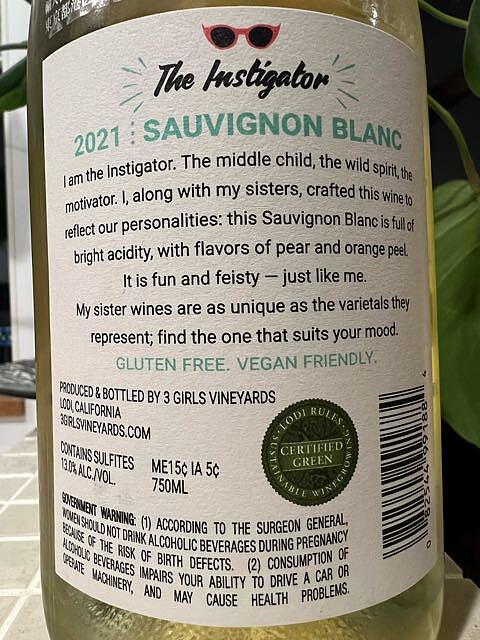 The Instigator
2021 : SAUVIGNON BLANC
I am the Instigator. The middle child, the wild spirit, the
motivator. I, along with my sisters, crafted this wine to
reflect our personalities: this Sauvignon Blanc is full of
bright acidity, with flavors of pear and orange peel.
It is fun and feisty — just like me.
My sister wines are as unique as the varietals they
represent; find the one that suits your mood.
GLUTEN FREE. VEGAN FRIENDLY.
PRODUCED & BOTTLED BY 3 GIRLS VINEYARDS
LODI, CALIFORNIA
3GIRLSVINEYARDS.COM
CONTAINS SULFITES
13.0% ALC./VOL.
ME15¢ IA 5¢
750ML
LODI RULES
CERTIFIED
GREEN
SUSTAINABLE WINEGROWING
GOVERNMENT WARNING: (1) ACCORDING TO THE SURGEON GENERAL,
WOMEN SHOULD NOT DRINK ALCOHOLIC BEVERAGES DURING PREGNANCY
BECAUSE OF THE RISK OF BIRTH DEFECTS. (2) CONSUMPTION OF
ALCOHOLIC BEVERAGES IMPAIRS YOUR ABILITY TO DRIVE A CAR OR
OPERATE MACHINERY, AND MAY CAUSE HEALTH PROBLEMS.